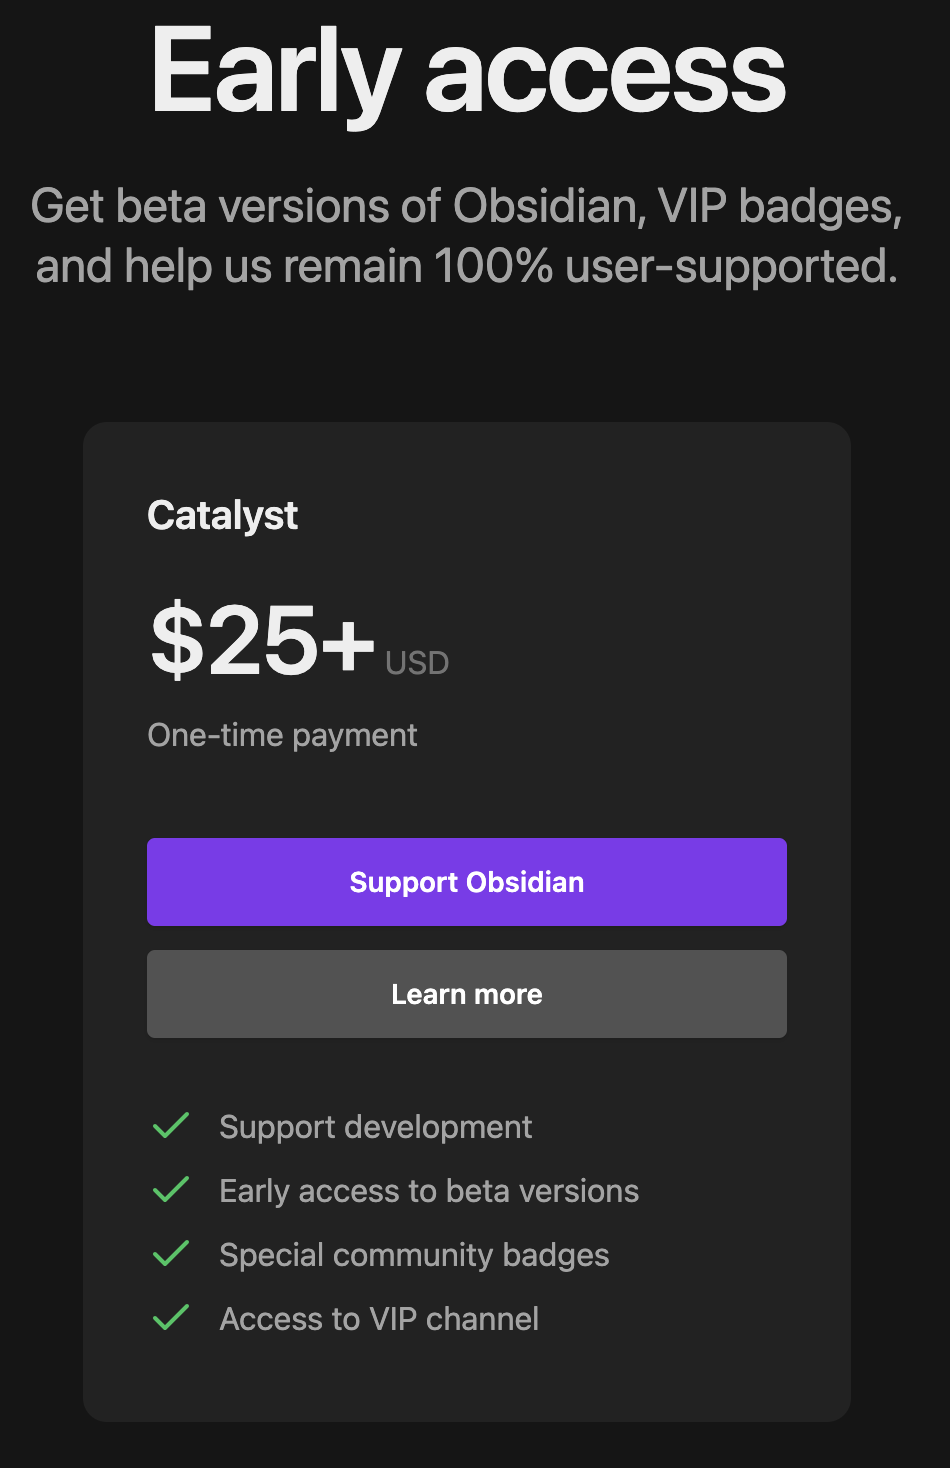 Early access
Get beta versions of Obsidian, VIP badges,
and help us remain 100% user-supported.
Catalyst
$25+ USD
One-time payment
Support Obsidian
Learn more
Support development
Early access to beta versions
Special community badges
Access to VIP channel